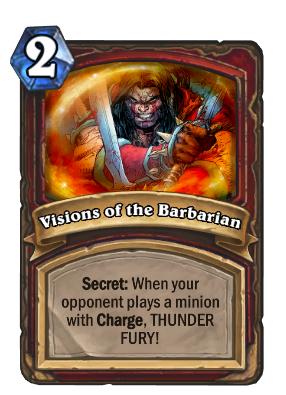 2
Visions of the Barbarian
Secret: When your
opponent plays a minion
with Charge, THUNDER
FURY!